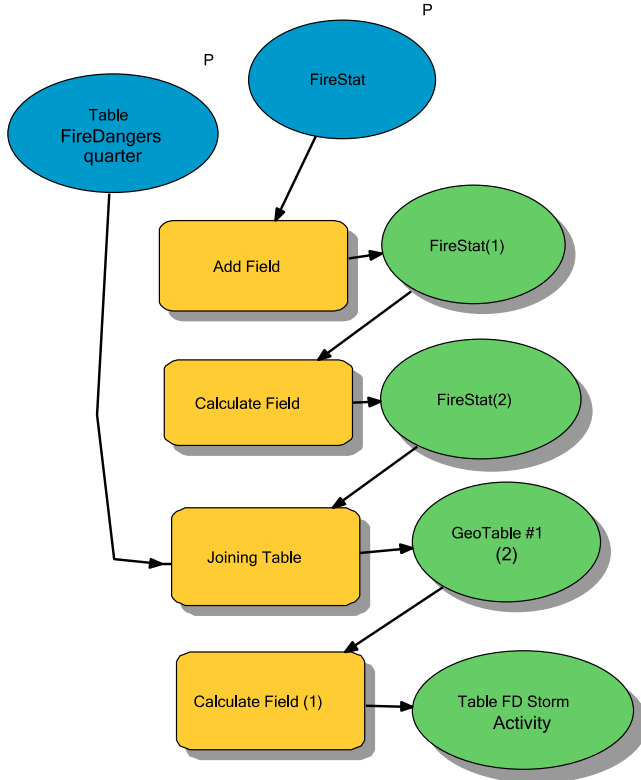 P
P
FireStat
Table
FireDangers
quarter
Add Field
FireStat(1)
Calculate Field
FireStat(2)
Joining Table
GeoTable #1
(2)
Calculate Field (1)
Table FD Storm
Activity